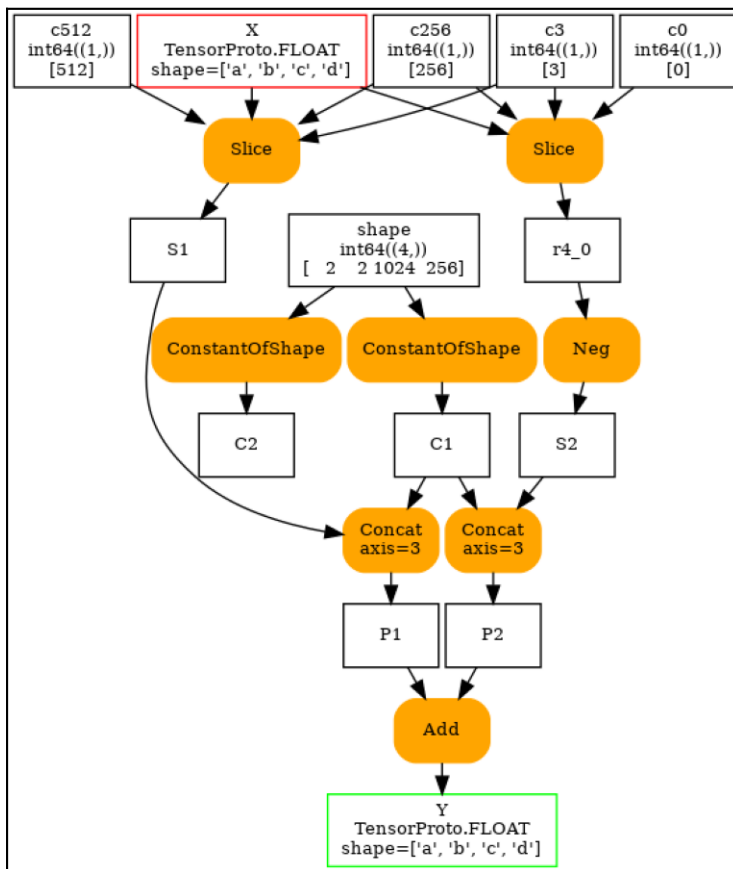 c512
int64((1,))
[512]
X
TensorProto.FLOAT
shape=['a', 'b', 'c', 'd']
c256
int64((1,))
[256]
c3
int64((1,))
[3]
c0
int64((1,))
[0]
Slice
Slice
S1
shape
int64((4,))
[   2    2 1024  256]
r4_0
ConstantOfShape
ConstantOfShape
Neg
C2
C1
S2
Concat
axis=3
Concat
axis=3
P1
P2
Add
Y
TensorProto.FLOAT
shape=['a', 'b', 'c', 'd']